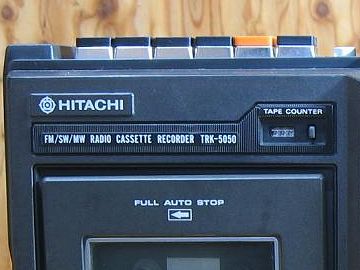 HITACHI
TAPE COUNTER
FM/SW/MW RADIO CASSETTE RECORDER TRK-5050
FULL AUTO STOP